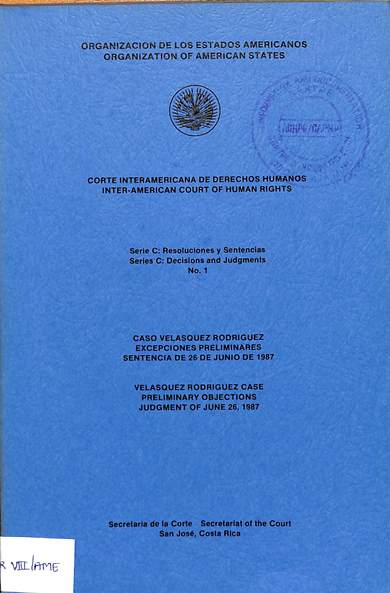 ORGANIZACION DE LOS ESTADOS AMERICANOS
ORGANIZATION OF AMERICAN STATES
CORTE INTERAMERICANA DE DERECHOS HUMANOS
INTER-AMERICAN COURT OF HUMAN RIGHTS
Serie C: Resoluciones y Sentencias
Series C: Decisions and Judgments
No. 1
CASO VELASQUEZ RODRIGUEZ
EXCEPCIONES PRELIMINARES
SENTENCIA DE 26 DE JUNIO DE 1987
VELASQUEZ RODRIGUEZ CASE
PRELIMINARY OBJECTIONS
JUDGMENT OF JUNE 26, 1987
Secretaria de la Corte Secretariat of the Court
San José, Costa Rica
R VIII/AME